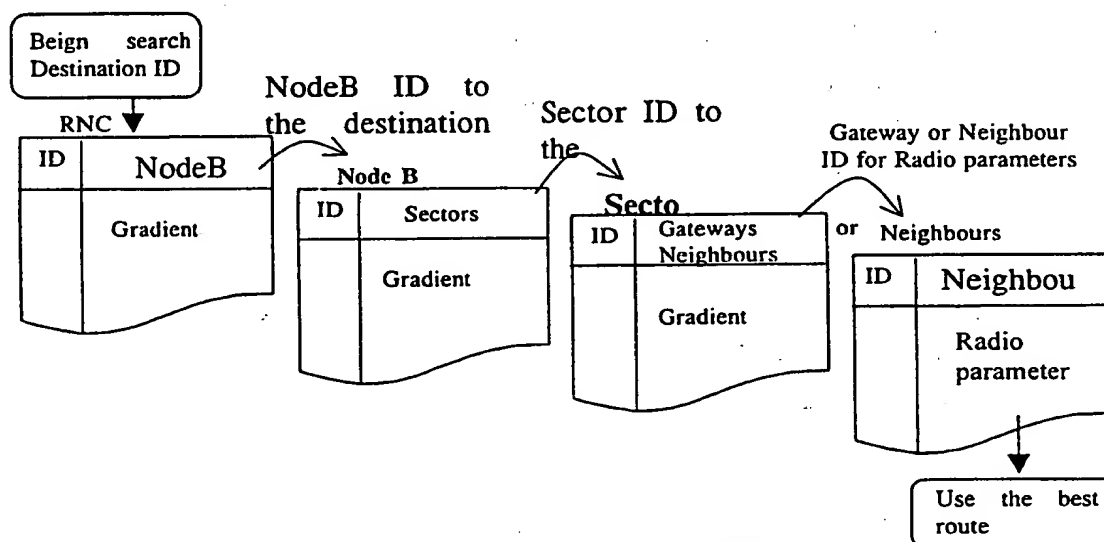 Beign search
Destination ID
NodeB ID to
the destination
Sector ID to
the
Gateway or Neighbour
ID for Radio parameters
RNC
ID NodeB
Gradient
Node B
ID Sectors
Gradient
Secto
ID Gateways
Neighbours
Gradient
or Neighbours
ID Neighbou
Radio
parameter
Use the best
route